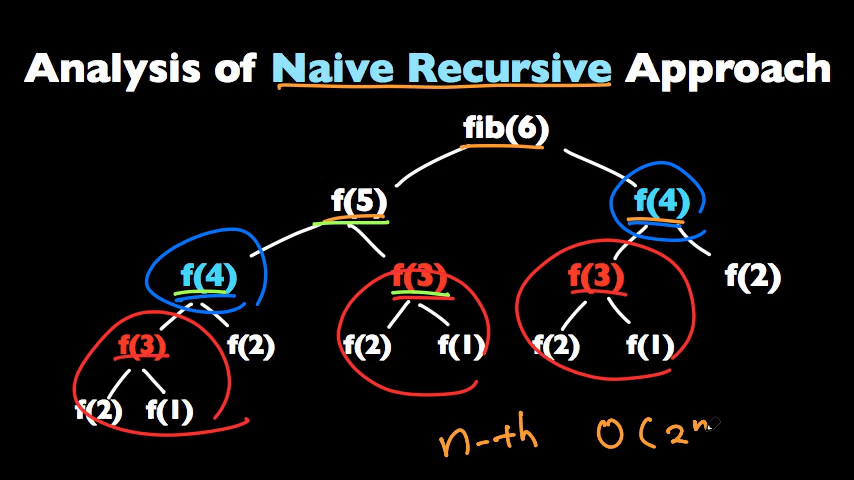 Analysis of Naive Recursive Approach
fib(6)
f(5) f(4)
f(4) f(3) f(3) f(2)
f(3) f(2) f(2) f(1) f(2) f(1)
f(2) f(1)
n-th O(2ⁿ